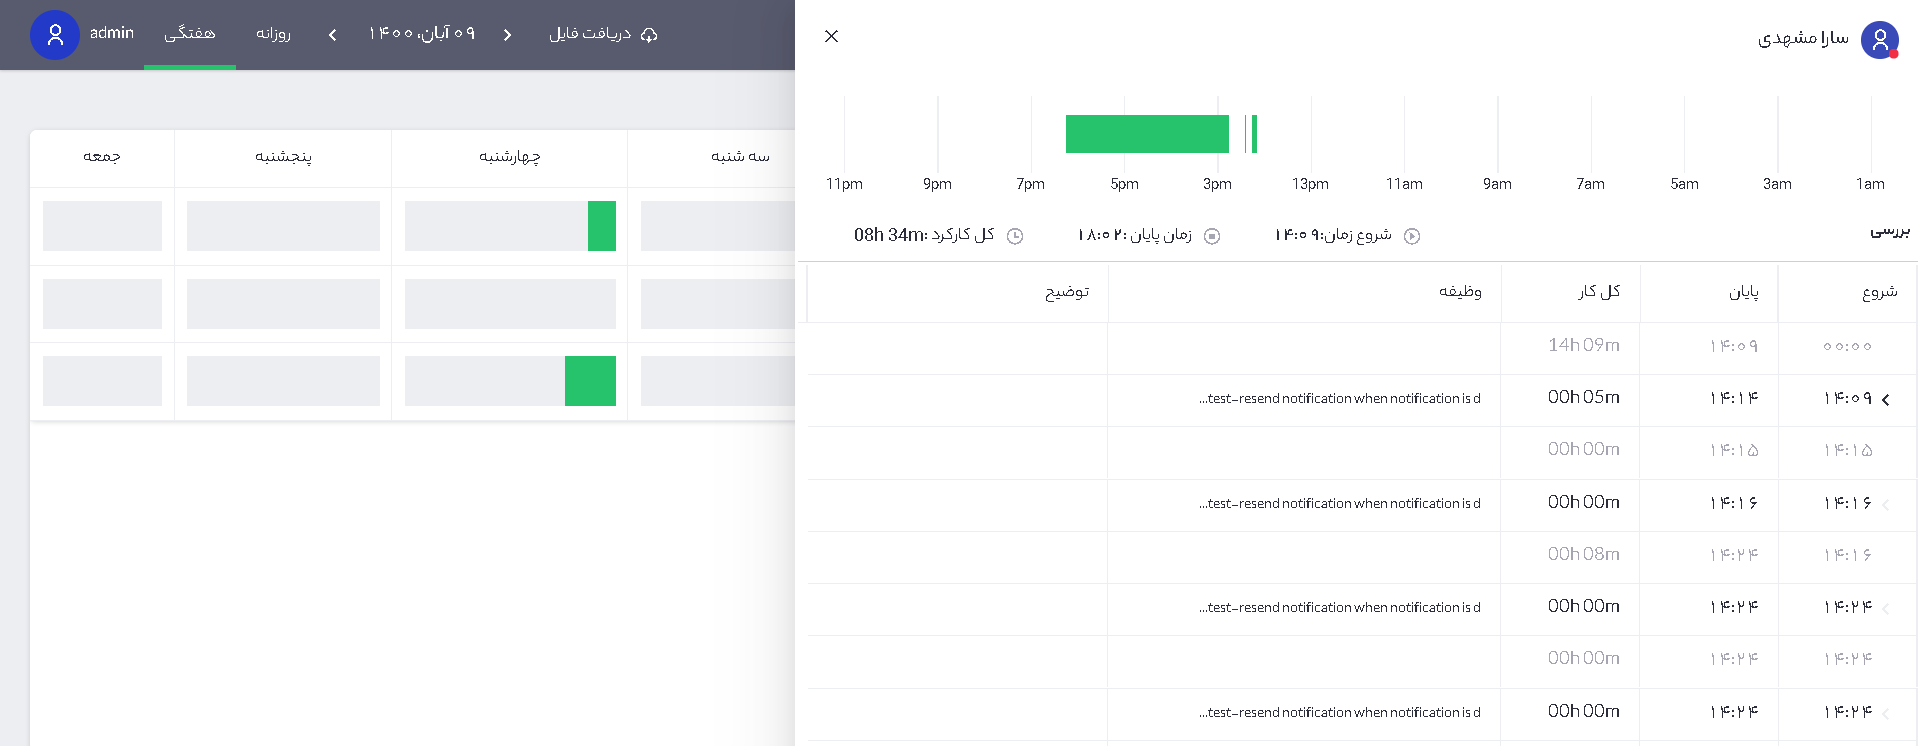 دریافت فایل
۰۹ آبان، ۱۴۰۰
روزانه
هفتگی
admin
سه شنبه
چهارشنبه
پنجشنبه
جمعه
سارا مشهدی
11pm 9pm 7pm 5pm 3pm 13pm 11am 9am 7am 5am 3am 1am
بررسی
شروع زمان:۱۴:۰۹
زمان پایان :۱۸:۰۲
کل کارکرد :08h 34m
شروع پایان کل کار وظیفه توضیح
۰۰:۰۰ ۱۴:۰۹ 14h 09m
۱۴:۰۹ ۱۴:۱۴ 00h 05m ...test-resend notification when notification is d
۱۴:۱۵ ۱۴:۱۵ 00h 00m
۱۴:۱۶ ۱۴:۱۶ 00h 00m ...test-resend notification when notification is d
۱۴:۱۶ ۱۴:۲۴ 00h 08m
۱۴:۲۴ ۱۴:۲۴ 00h 00m ...test-resend notification when notification is d
۱۴:۲۴ ۱۴:۲۴ 00h 00m
۱۴:۲۴ ۱۴:۲۴ 00h 00m ...test-resend notification when notification is d